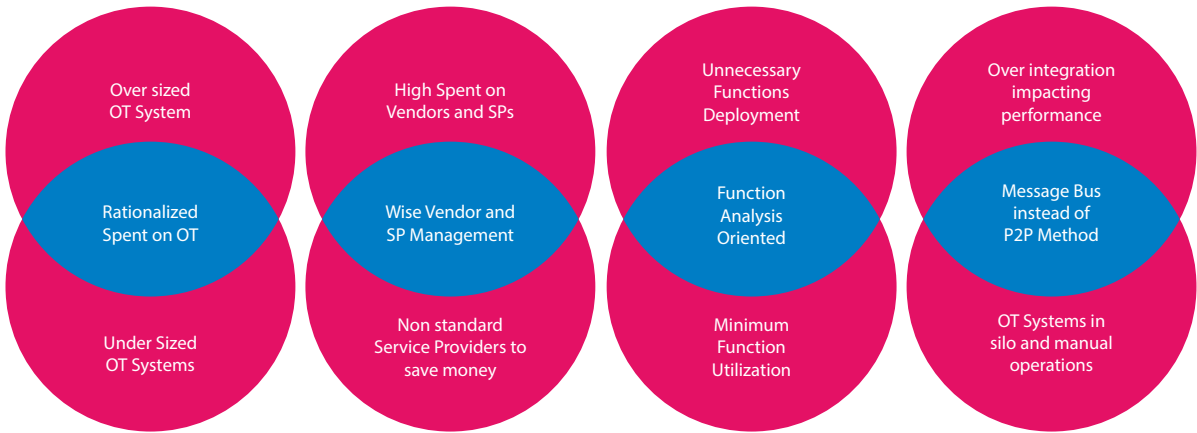 Over sized
OT System
Rationalized
Spent on OT
Under Sized
OT Systems
High Spent on
Vendors and SPs
Wise Vendor and
SP Management
Non standard
Service Providers to
save money
Unnecessary
Functions
Deployment
Function
Analysis
Oriented
Minimum
Function
Utilization
Over integration
impacting
performance
Message Bus
instead of
P2P Method
OT Systems in
silo and manual
operations